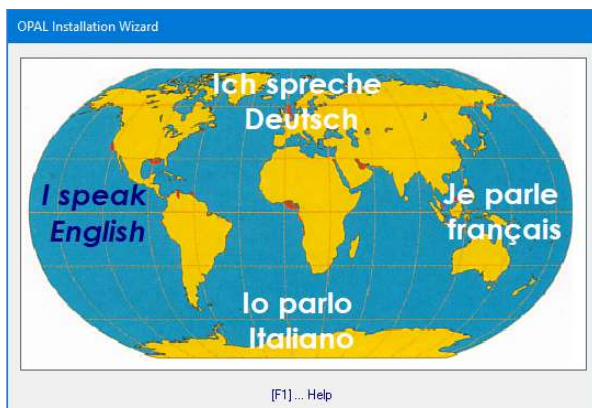 OPAL Installation Wizard
Ich spreche
Deutsch
I speak
English
Je parle
français
Io parlo
Italiano
[F1] ... Help